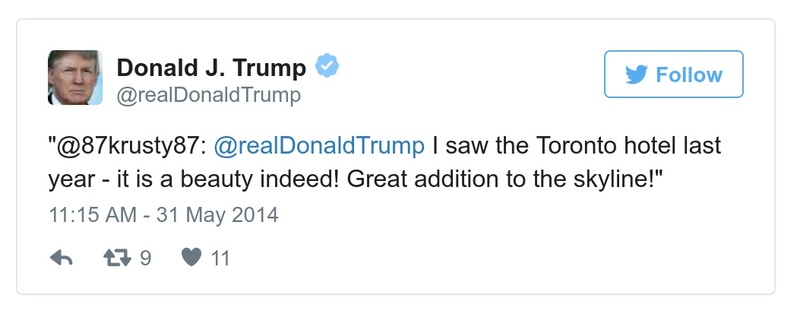 Donald J. Trump
@realDonaldTrump
Follow
"@87krusty87: @realDonaldTrump I saw the Toronto hotel last
year - it is a beauty indeed! Great addition to the skyline!"
11:15 AM - 31 May 2014
9 11